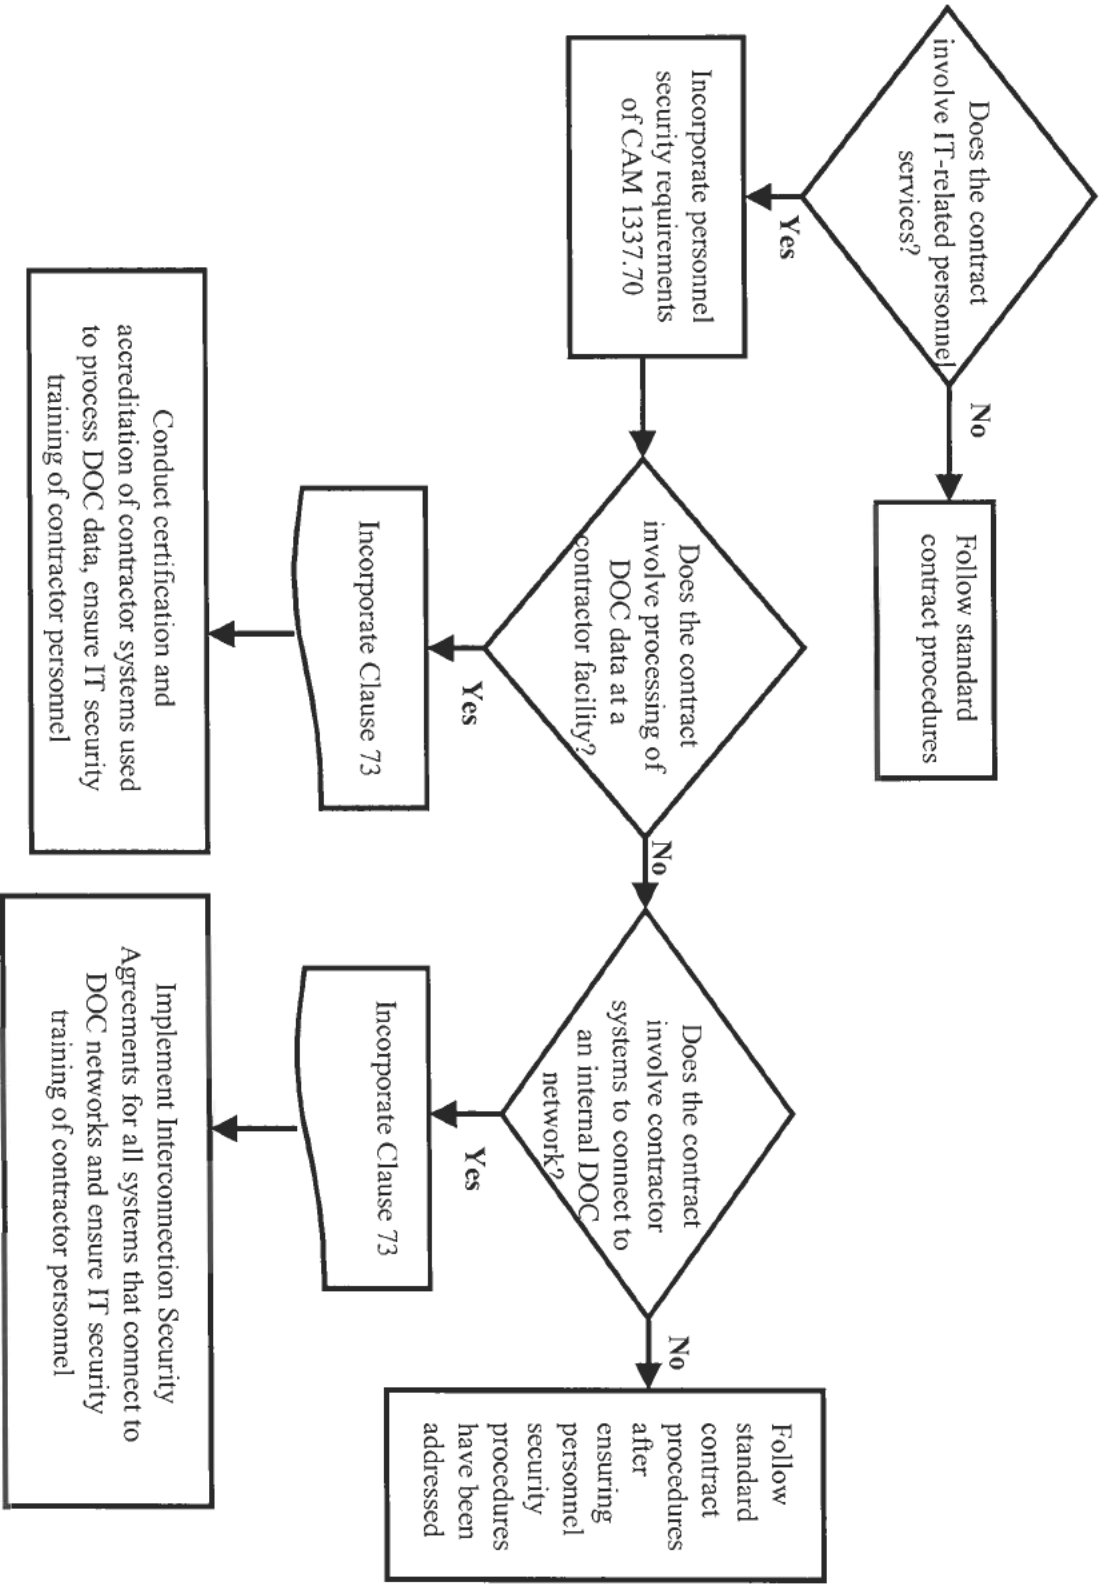 Does the contract
involve IT-related personnel
services?
No
Follow standard
contract procedures
Yes
Incorporate personnel
security requirements
of CAM 1337.70
Does the contract
involve processing of
DOC data at a
contractor facility?
No
Does the contract
involve contractor
systems to connect to
an internal DOC
network?
No
Follow
standard
contract
procedures
after
ensuring
personnel
security
procedures
have been
addressed
Yes
Incorporate Clause 73
Yes
Incorporate Clause 73
Conduct certification and
accreditation of contractor systems used
to process DOC data, ensure IT security
training of contractor personnel
Implement Interconnection Security
Agreements for all systems that connect to
DOC networks and ensure IT security
training of contractor personnel